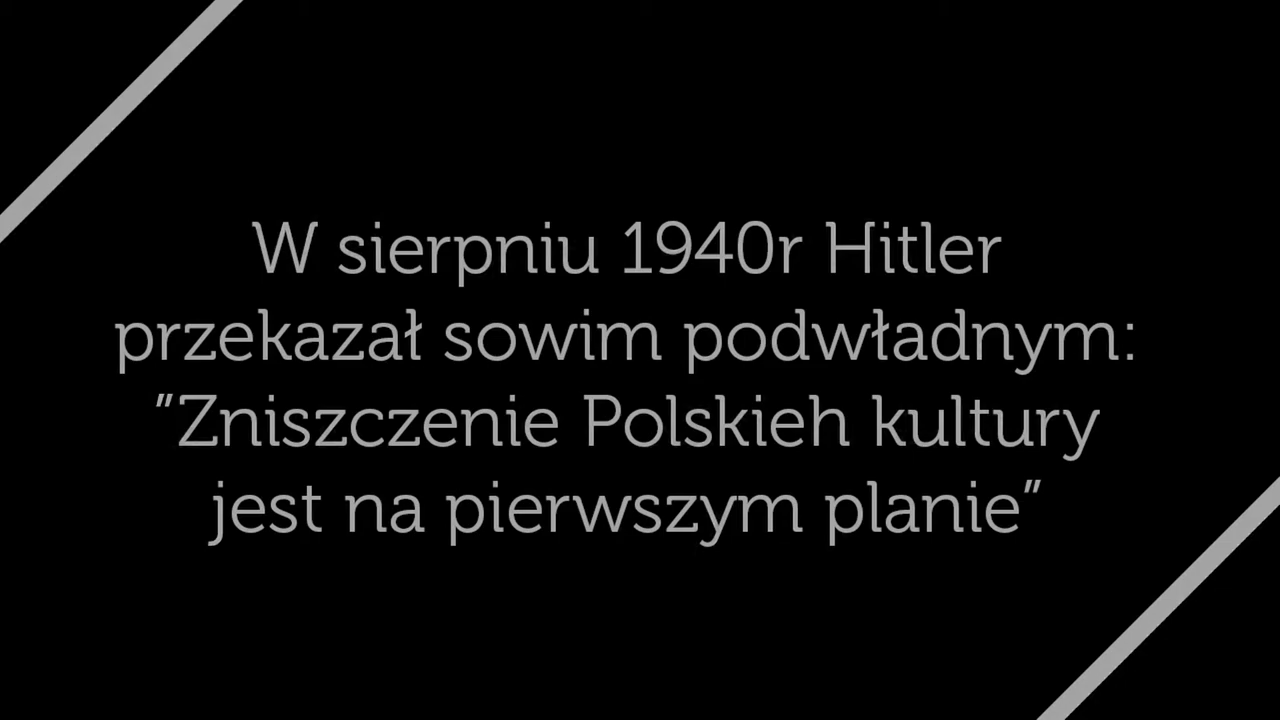 W sierpniu 1940r Hitler
przekazał sowim podwładnym:
"Zniszczenie Polskieh kultury
jest na pierwszym planie"